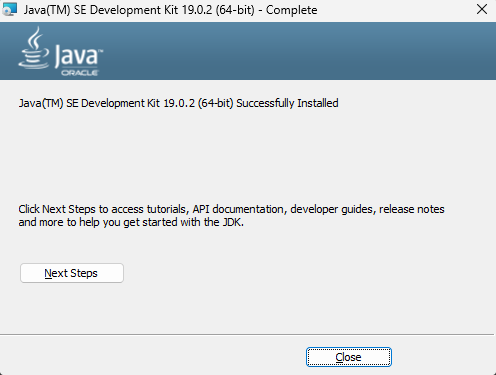 Java(TM) SE Development Kit 19.0.2 (64-bit) - Complete
Java™
ORACLE
Java(TM) SE Development Kit 19.0.2 (64-bit) Successfully Installed
Click Next Steps to access tutorials, API documentation, developer guides, release notes
and more to help you get started with the JDK.
Next Steps
Close